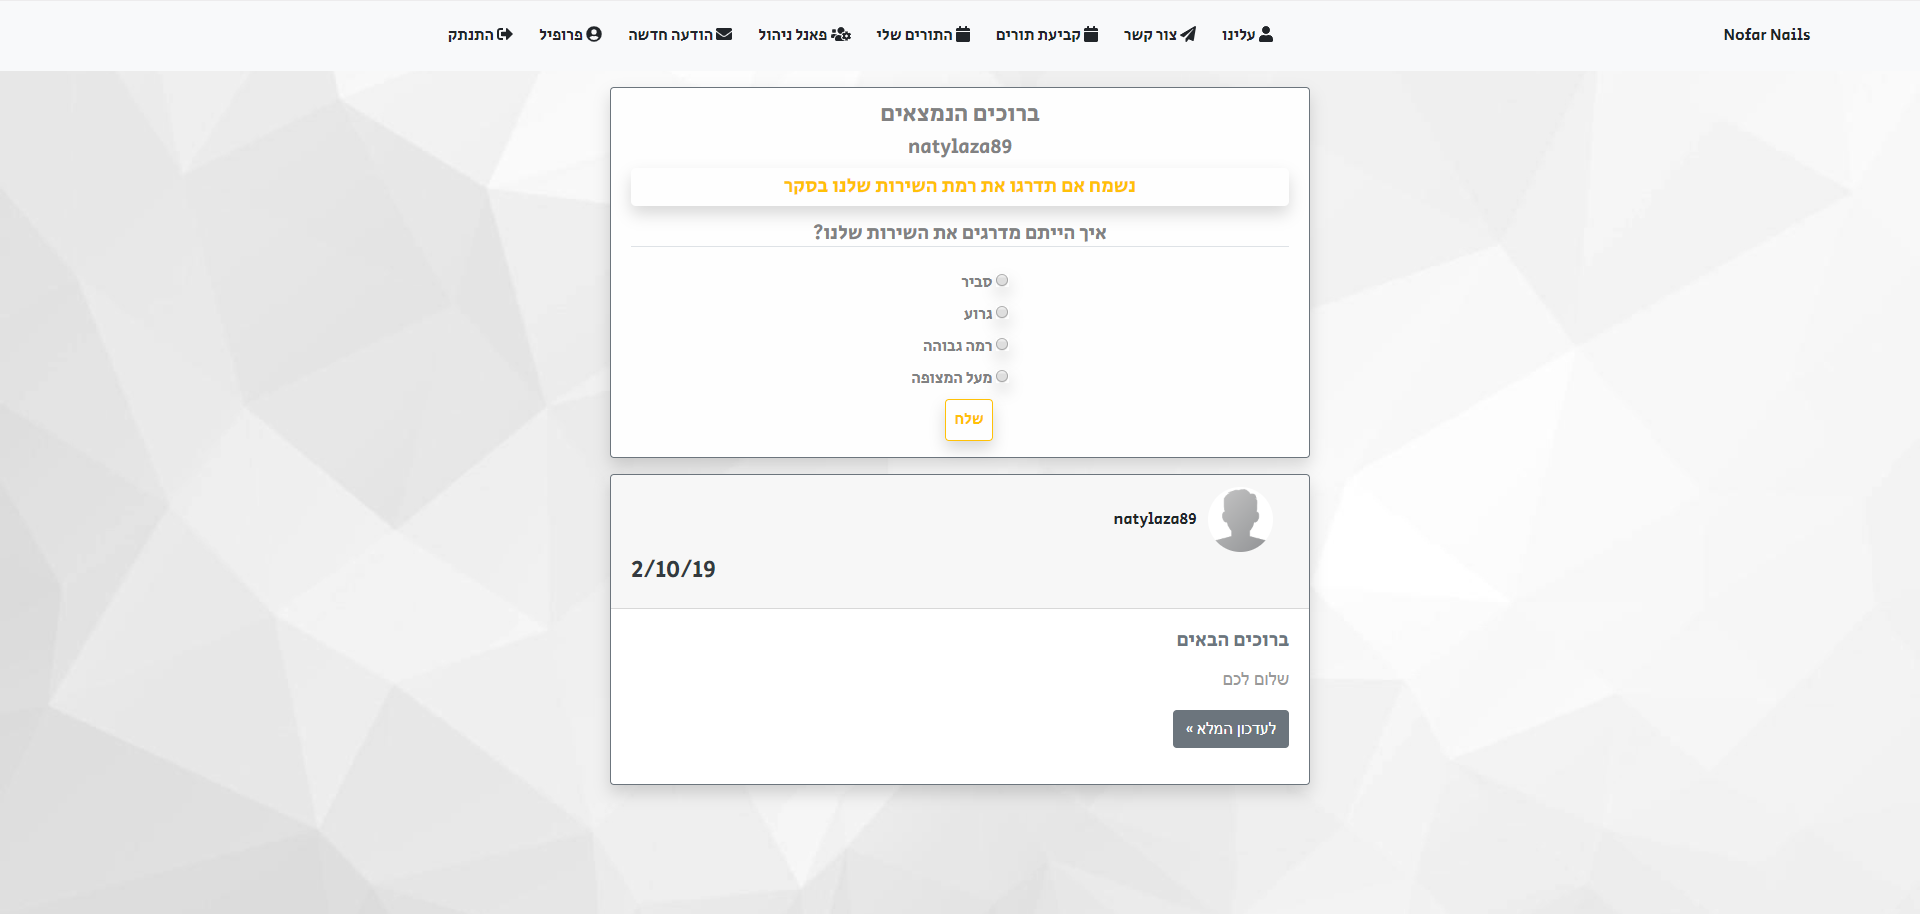 Nofar Nails
עלינו
צור קשר
קביעת תורים
התורים שלי
פאנל ניהול
הודעה חדשה
פרופיל
התנתק
ברוכים הנמצאים
natylaza89
נשמח אם תדרגו את רמת השירות שלנו בסקר
איך הייתם מדרגים את השירות שלנו?
סביר
גרוע
רמה גבוהה
מעל המצופה
שלח
natylaza89
2/10/19
ברוכים הבאים
שלום לכם
לעדכון המלא »